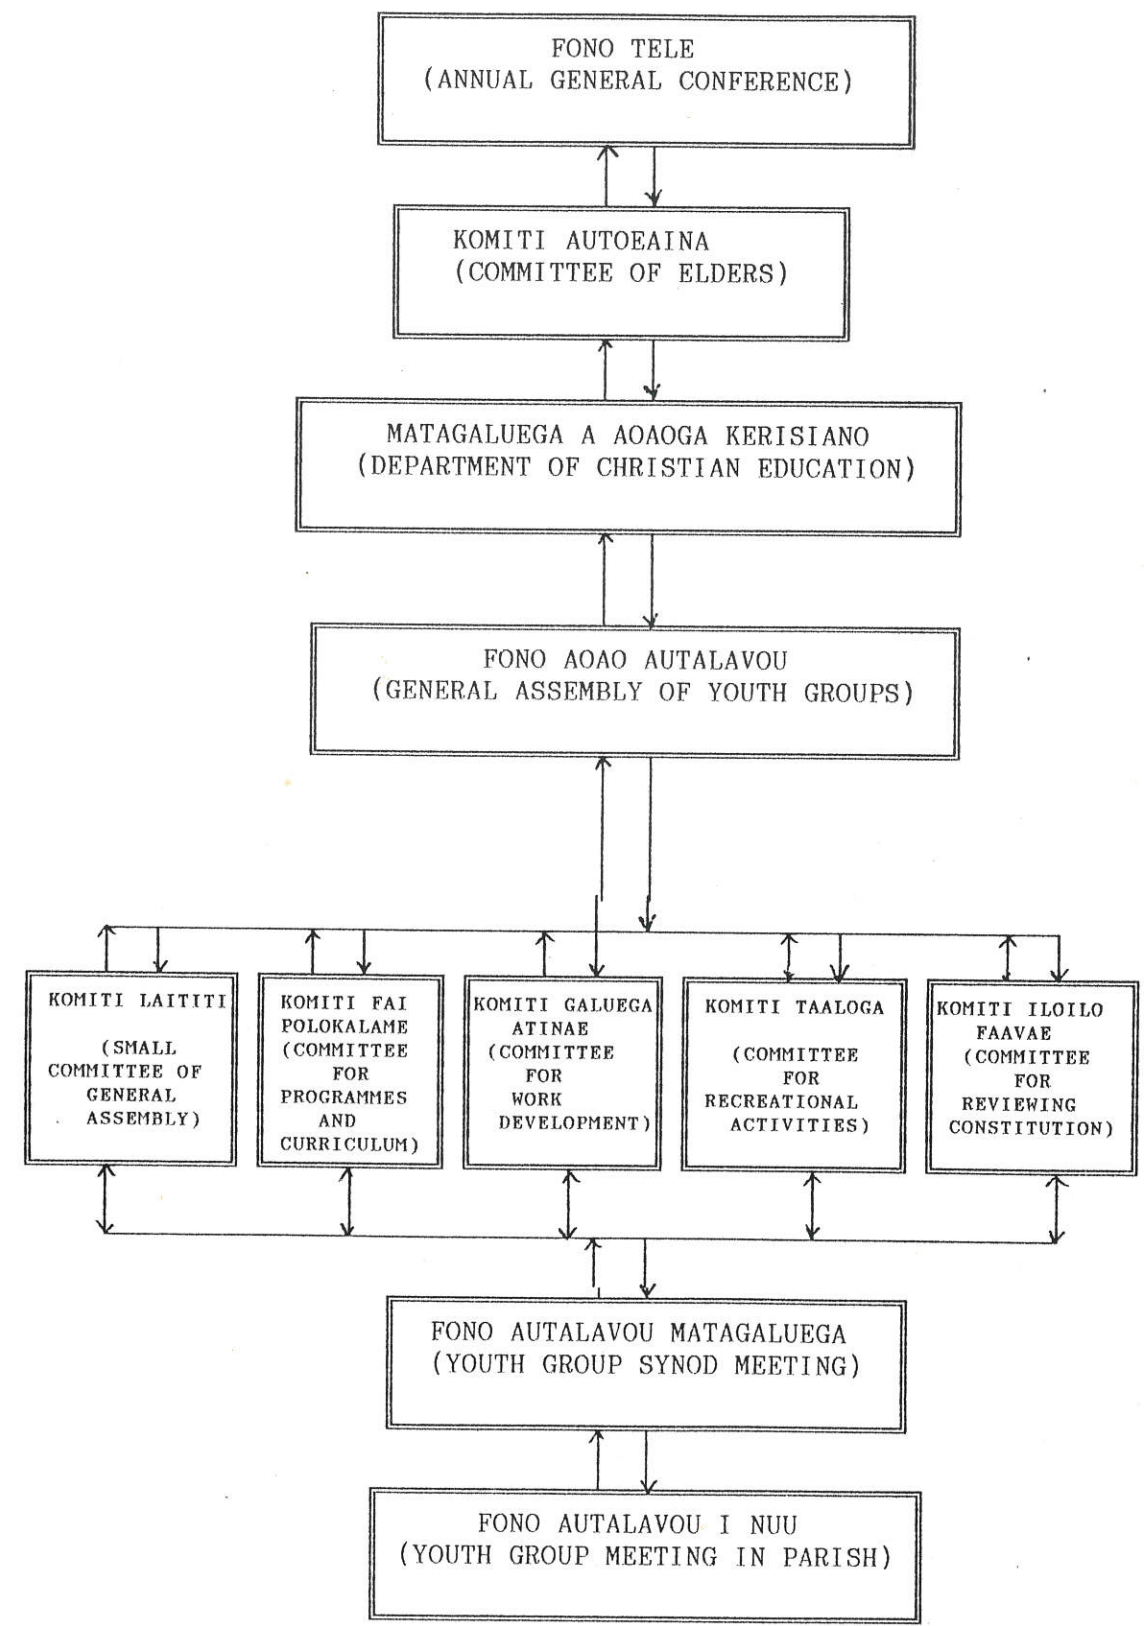 FONO TELE
(ANNUAL GENERAL CONFERENCE)
KOMITI AUTOEAINA
(COMMITTEE OF ELDERS)
MATAGALUEGA A AOAOGA KERISIANO
(DEPARTMENT OF CHRISTIAN EDUCATION)
FONO AOAO AUTALAVOU
(GENERAL ASSEMBLY OF YOUTH GROUPS)
KOMITI LAITITI
(SMALL
COMMITTEE OF
GENERAL
ASSEMBLY)
KOMITI FAI
POLOKALAME
(COMMITTEE
FOR
PROGRAMMES
AND
CURRICULUM)
KOMITI GALUEGA
ATINAE
(COMMITTEE
FOR
WORK
DEVELOPMENT)
KOMITI TAALOGA
(COMMITTEE
FOR
RECREATIONAL
ACTIVITIES)
KOMITI ILOILO
FAAVAE
(COMMITTEE
FOR
REVIEWING
CONSTITUTION)
FONO AUTALAVOU MATAGALUEGA
(YOUTH GROUP SYNOD MEETING)
FONO AUTALAVOU I NUU
(YOUTH GROUP MEETING IN PARISH)